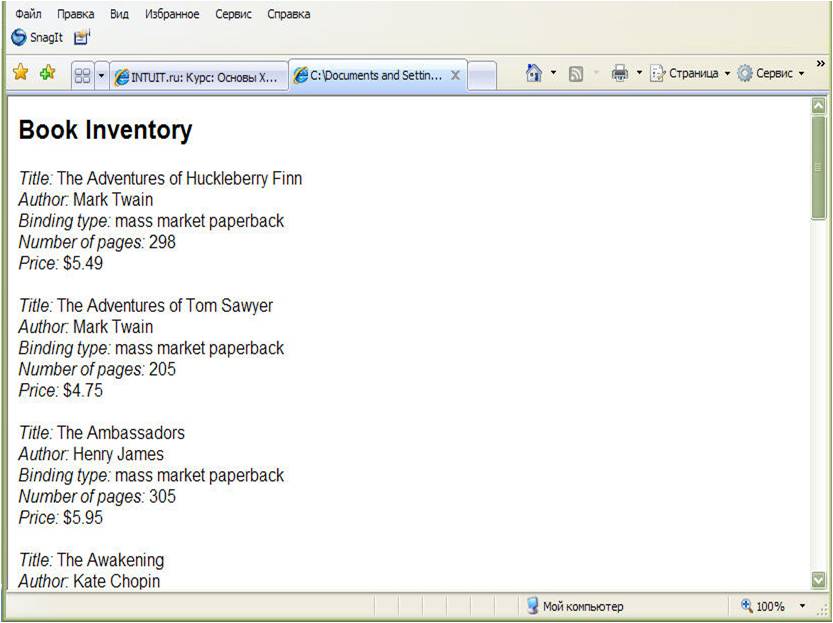 Файл Правка Вид Избранное Сервис Справка
SnagIt
INTUIT.ru: Курс: Основы X... C:\Documents and Settin... Страница Сервис
Book Inventory
Title: The Adventures of Huckleberry Finn
Author: Mark Twain
Binding type: mass market paperback
Number of pages: 298
Price: $5.49
Title: The Adventures of Tom Sawyer
Author: Mark Twain
Binding type: mass market paperback
Number of pages: 205
Price: $4.75
Title: The Ambassadors
Author: Henry James
Binding type: mass market paperback
Number of pages: 305
Price: $5.95
Title: The Awakening
Author: Kate Chopin
Мой компьютер 100%